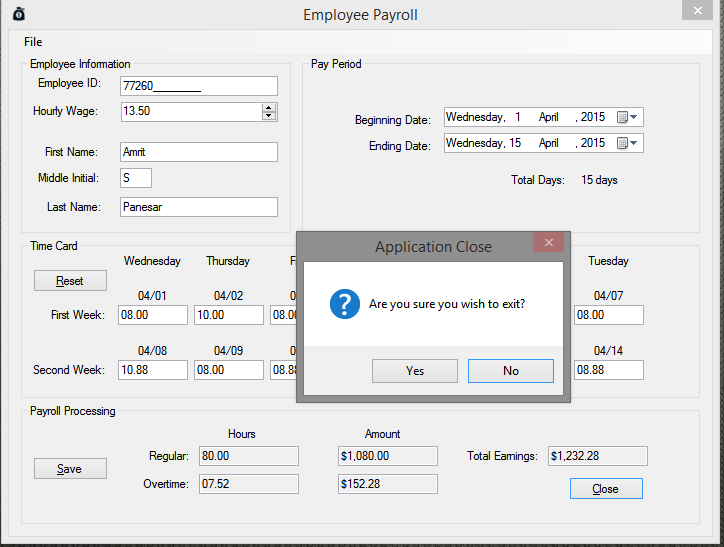 Employee Payroll
File
Employee Information
Employee ID: 77260________
Hourly Wage: 13.50
First Name: Amrit
Middle Initial: S
Last Name: Panesar
Pay Period
Beginning Date: Wednesday, 1 April , 2015
Ending Date: Wednesday, 15 April , 2015
Total Days: 15 days
Time Card
Reset
Wednesday Thursday Tuesday
04/01 04/02 04/07
First Week: 08.00 10.00 08.00
04/08 04/09 04/14
Second Week: 10.88 08.00 08.88
Application Close
Are you sure you wish to exit?
Yes No
Payroll Processing
Hours Amount
Regular: 80.00 $1,080.00 Total Earnings: $1,232.28
Save
Overtime: 07.52 $152.28
Close